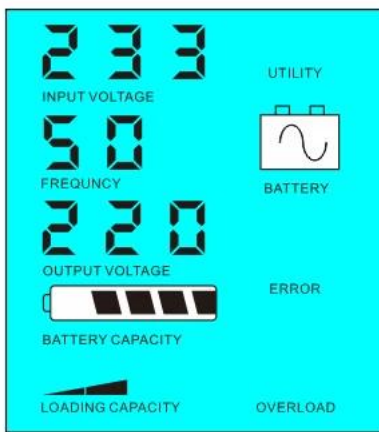 233
UTILITY
INPUT VOLTAGE
50
FREQUNCY
BATTERY
220
OUTPUT VOLTAGE
ERROR
BATTERY CAPACITY
LOADING CAPACITY
OVERLOAD